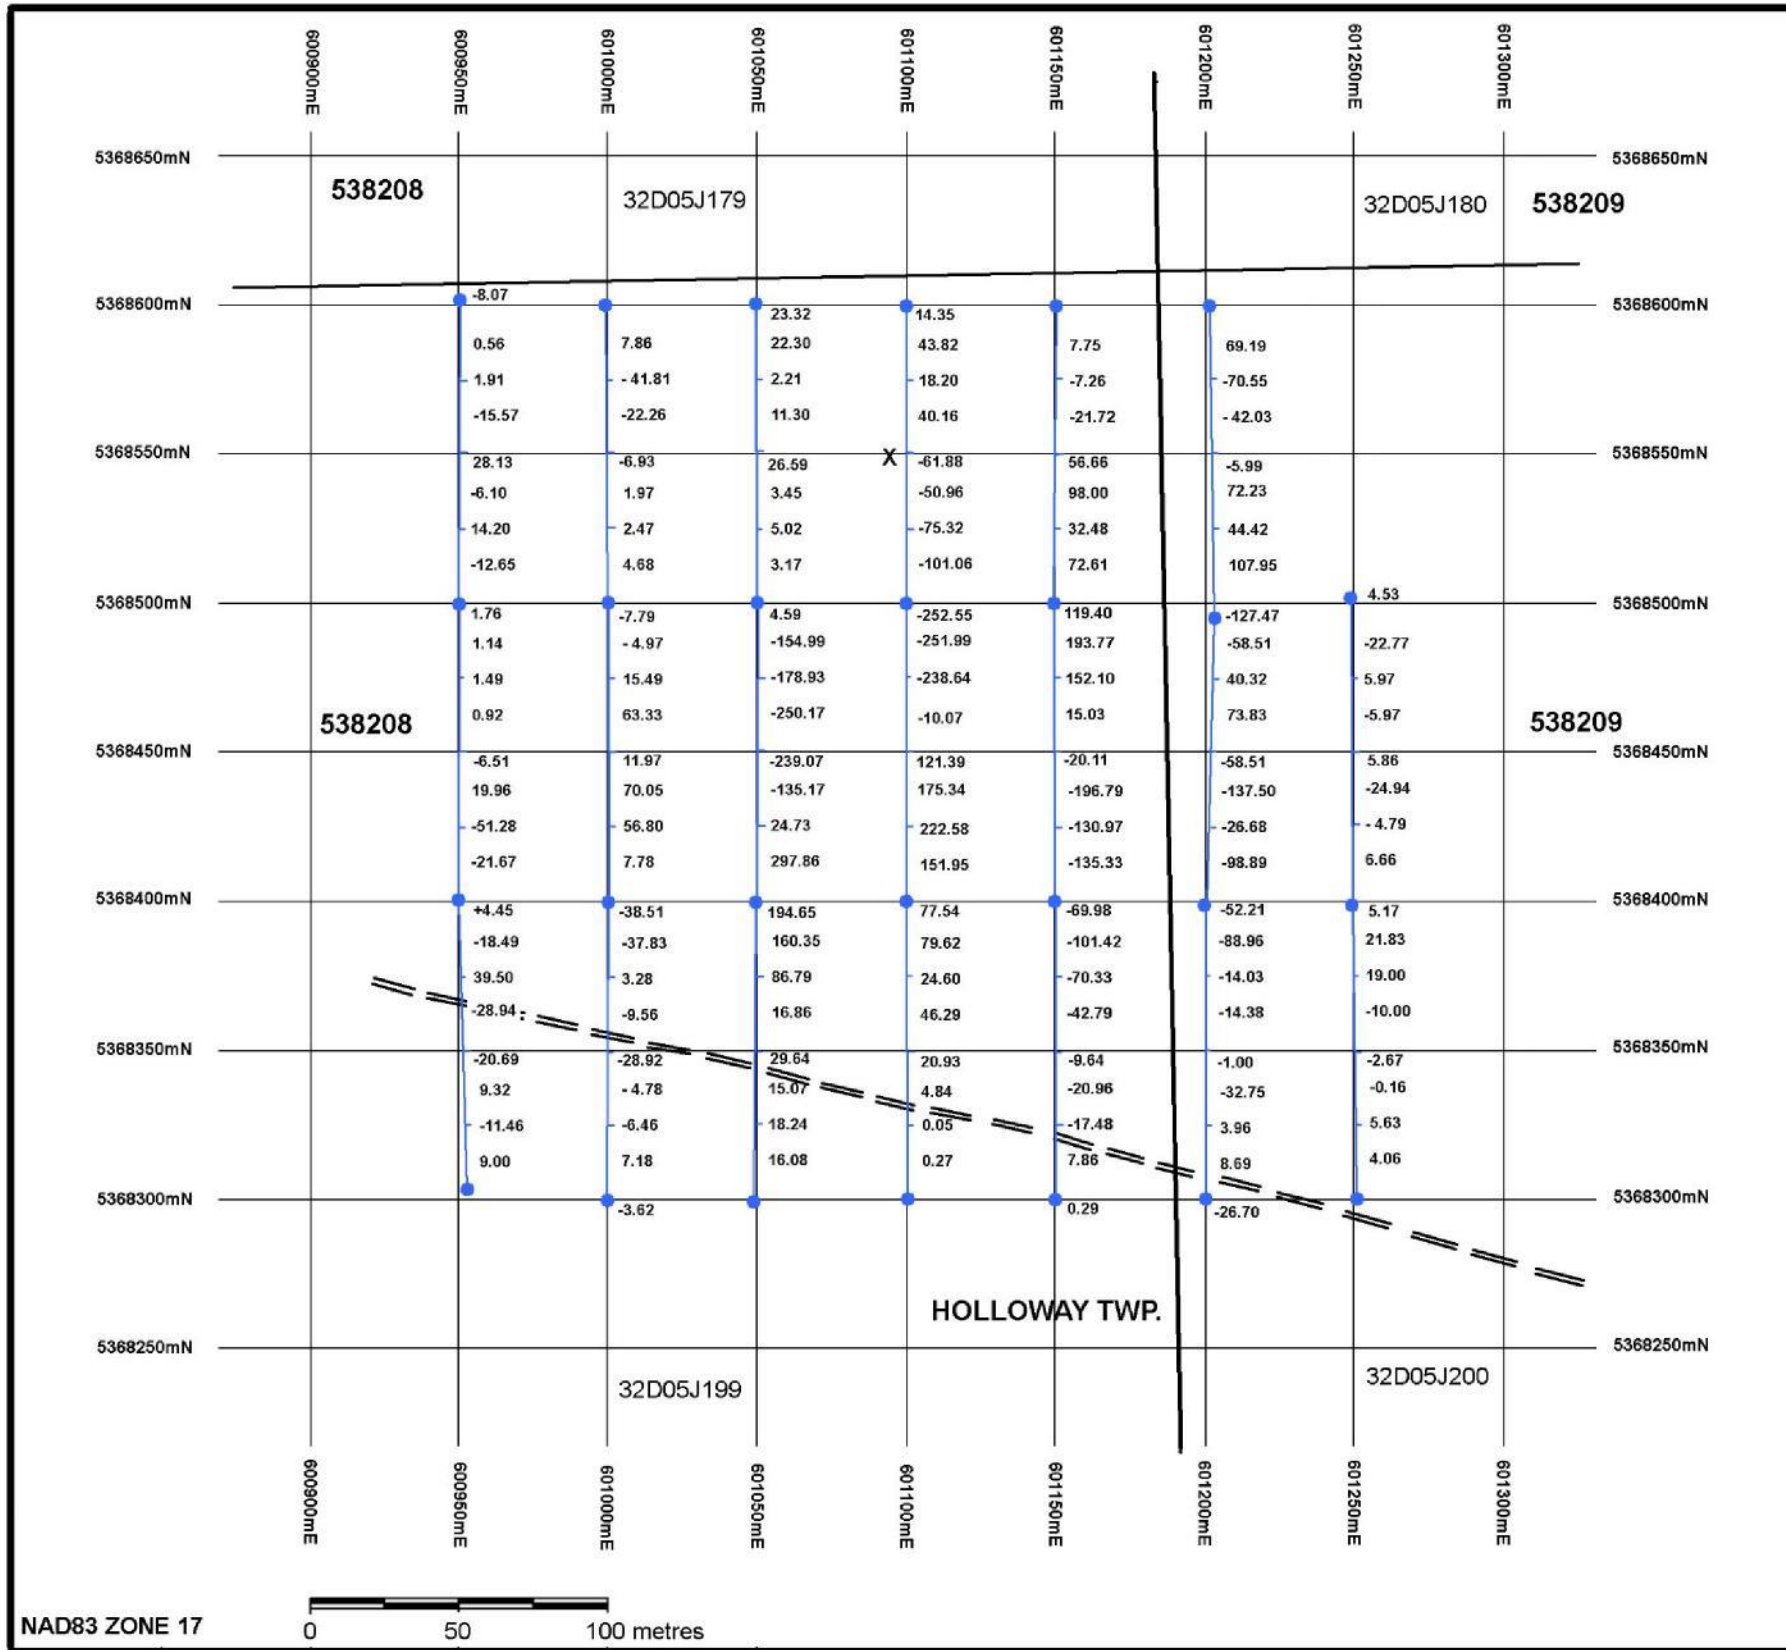 600900mE 600950mE 601000mE 601050mE 601100mE 601150mE 601200mE 601250mE 601300mE
5368650mN 5368650mN
538208 32D05J179 32D05J180 538209
5368600mN -8.07 23.32 14.35 5368600mN
0.56 7.86 22.30 43.82 7.75 69.19
1.91 - 41.81 2.21 18.20 -7.26 -70.55
-15.57 -22.26 11.30 40.16 -21.72 - 42.03
5368550mN 28.13 -6.93 26.59 X -61.88 56.66 -5.99 5368550mN
-6.10 1.97 3.45 -50.96 98.00 72.23
14.20 2.47 5.02 -75.32 32.48 44.42
-12.65 4.68 3.17 -101.06 72.61 107.95
5368500mN 4.53 5368500mN
1.76 -7.79 4.59 -252.55 119.40 -127.47
1.14 - 4.97 -154.99 -251.99 193.77 -58.51 -22.77
1.49 15.49 -178.93 -238.64 152.10 40.32 5.97
538208 0.92 63.33 -250.17 -10.07 15.03 73.83 -5.97 538209
5368450mN -6.51 11.97 -239.07 121.39 -20.11 -58.51 5.86 5368450mN
19.96 70.05 -135.17 175.34 -196.79 -137.50 -24.94
-51.28 56.80 24.73 222.58 -130.97 -26.68 - 4.79
-21.67 7.78 297.86 151.95 -135.33 -98.89 6.66
5368400mN +4.45 -38.51 194.65 77.54 -69.98 -52.21 5.17 5368400mN
-18.49 -37.83 160.35 79.62 -101.42 -88.96 21.83
39.50 3.28 86.79 24.60 -70.33 -14.03 19.00
-28.94 -9.56 16.86 46.29 -42.79 -14.38 -10.00
5368350mN -20.69 -28.92 29.64 20.93 -9.64 -1.00 -2.67 5368350mN
9.32 - 4.78 15.07 4.84 -20.96 -32.75 -0.16
-11.46 -6.46 18.24 0.05 -17.48 3.96 5.63
9.00 7.18 16.08 0.27 7.86 8.69 4.06
5368300mN -3.62 0.29 -26.70 5368300mN
HOLLOWAY TWP.
5368250mN 5368250mN
32D05J199 32D05J200
600900mE 600950mE 601000mE 601050mE 601100mE 601150mE 601200mE 601250mE 601300mE
NAD83 ZONE 17 0 50 100 metres